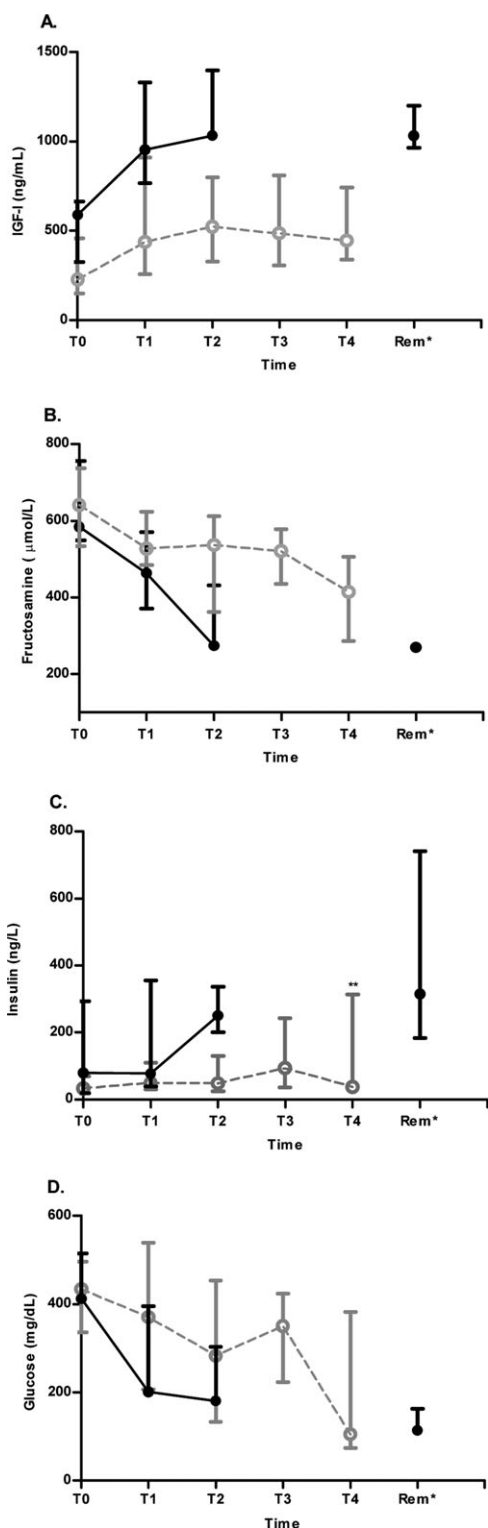 A.
1500
1000
500
0
IGF-I (ng/mL)
T0 T1 T2 T3 T4 Rem*
Time
B.
800
600
400
200
Fructosamine ( μmol/L)
T0 T1 T2 T3 T4 Rem*
Time
C.
800
600
400
200
0
Insulin (ng/L)
**
T0 T1 T2 T3 T4 Rem*
Time
D.
600
400
200
0
Glucose (mg/dL)
T0 T1 T2 T3 T4 Rem*
Time